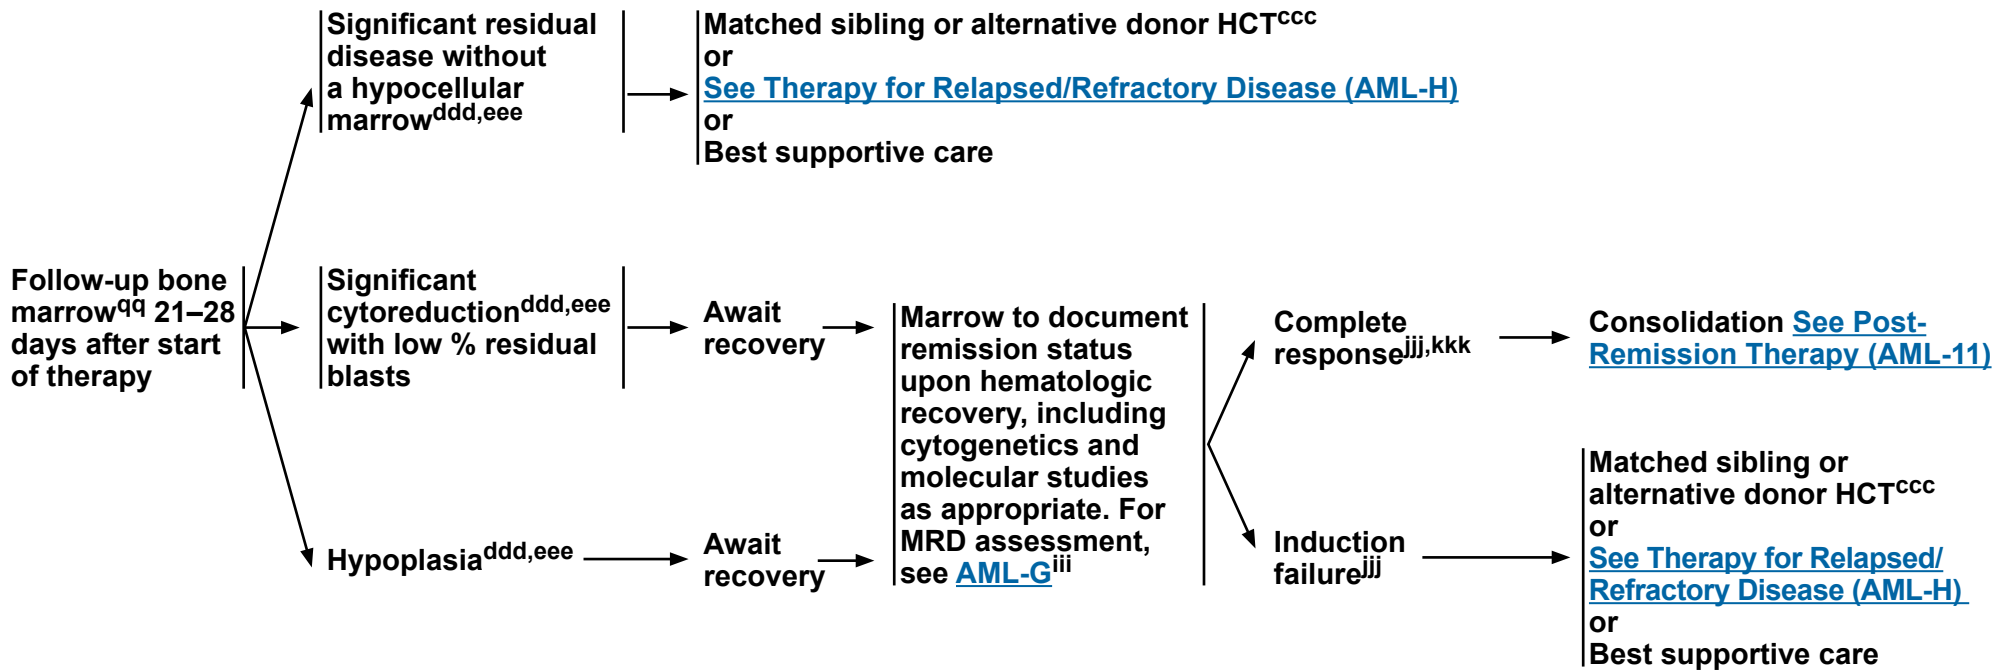 Follow-up bone
marrowqq 21–28
days after start
of therapy
Significant residual
disease without
a hypocellular
marrowddd,eee
Matched sibling or alternative donor HCTccc
or
See Therapy for Relapsed/Refractory Disease (AML-H)
or
Best supportive care
Significant
cytoreductionddd,eee
with low % residual
blasts
Await
recovery
Hypoplasiaddd,eee
Await
recovery
Marrow to document
remission status
upon hematologic
recovery, including
cytogenetics and
molecular studies
as appropriate. For
MRD assessment,
see AML-Giii
Complete
responsejjj,kkk
Consolidation See Post-
Remission Therapy (AML-11)
Induction
failurejjj
Matched sibling or
alternative donor HCTccc
or
See Therapy for Relapsed/
Refractory Disease (AML-H)
or
Best supportive care